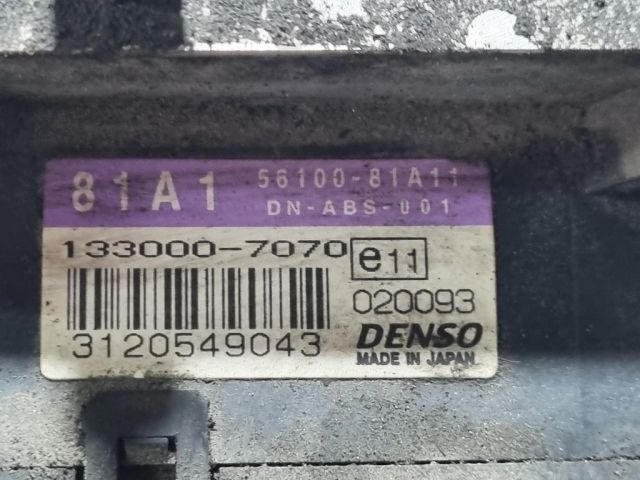 81A1 56100-81A11
DN-ABS-001
133000-7070 e11
020093
3120549043 DENSO
MADE IN JAPAN